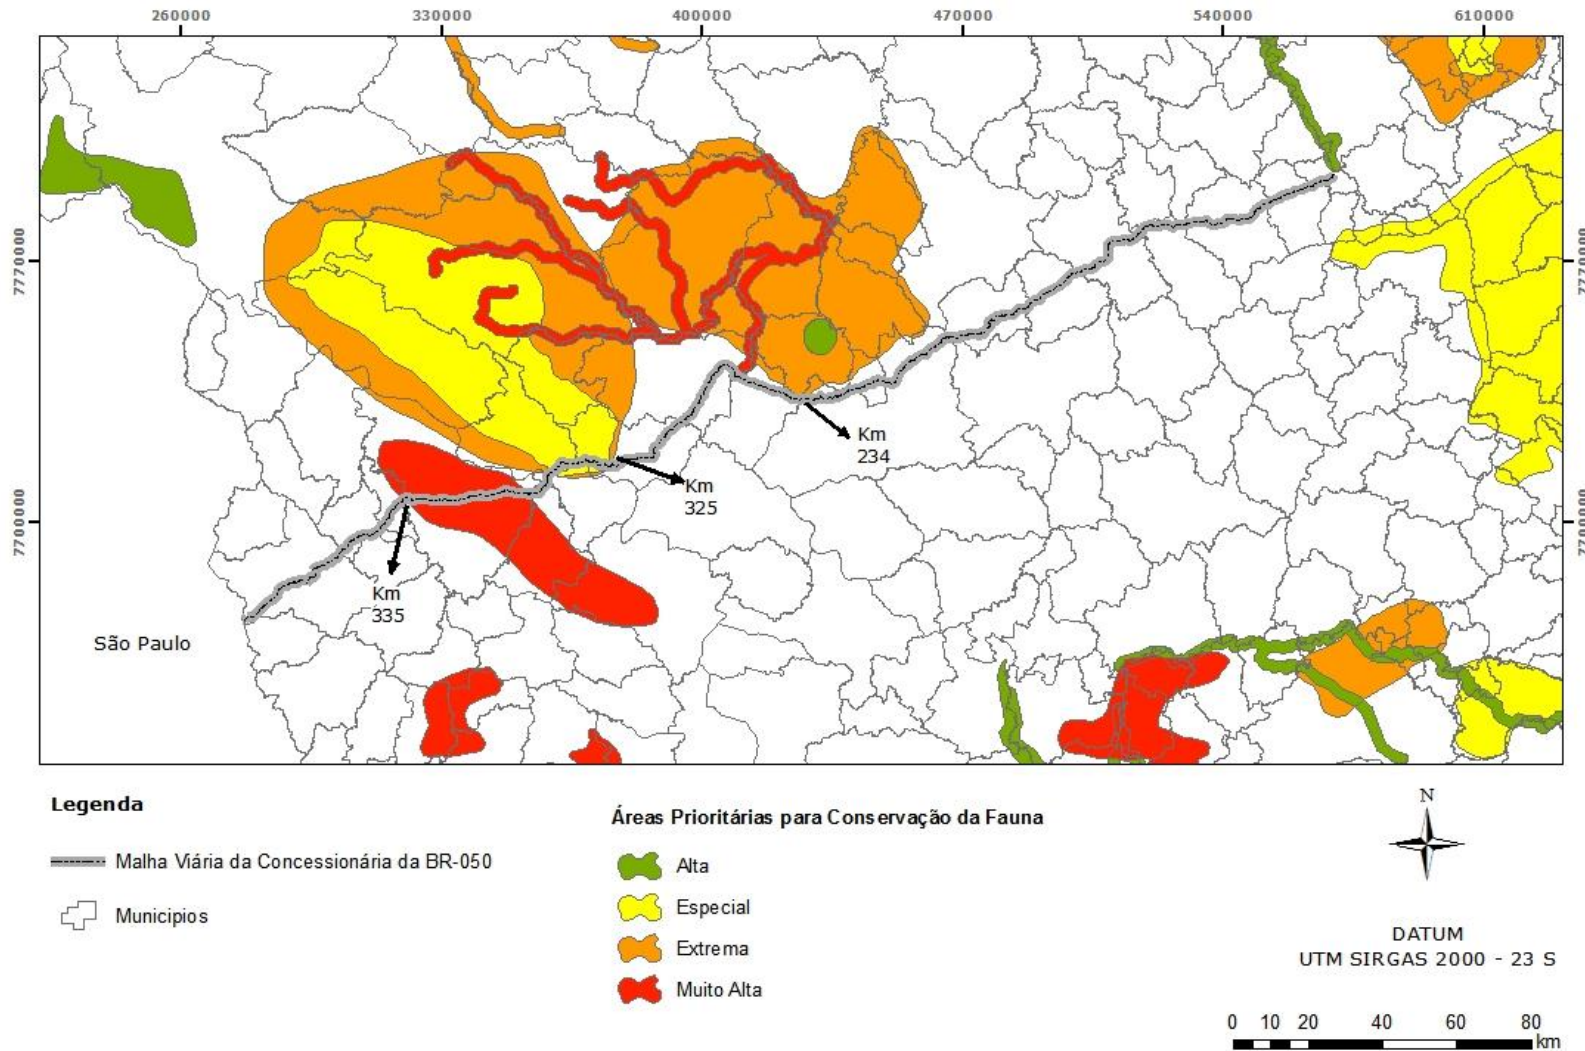 260000 330000 400000 470000 540000 610000
7770000
7770000
Km
234
Km
325
7700000
7700000
Km
335
São Paulo
Legenda
Malha Viária da Concessionária da BR-050
Municipios
Áreas Prioritárias para Conservação da Fauna
Alta
Especial
Extrema
Muito Alta
N
DATUM
UTM SIRGAS 2000 - 23 S
0 10 20 40 60 80
km